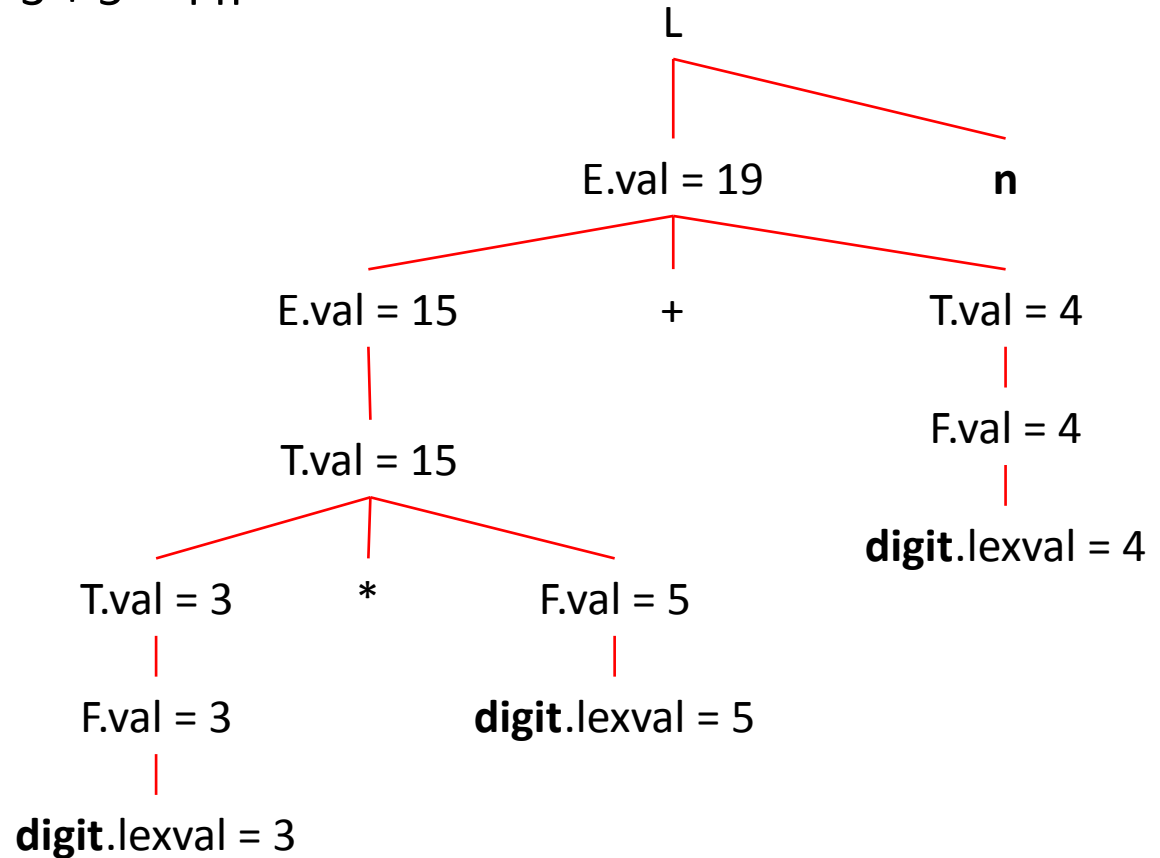 L
E.val = 19 n
E.val = 15 + T.val = 4
F.val = 4
T.val = 15
digit.lexval = 4
T.val = 3 * F.val = 5
F.val = 3 digit.lexval = 5
digit.lexval = 3